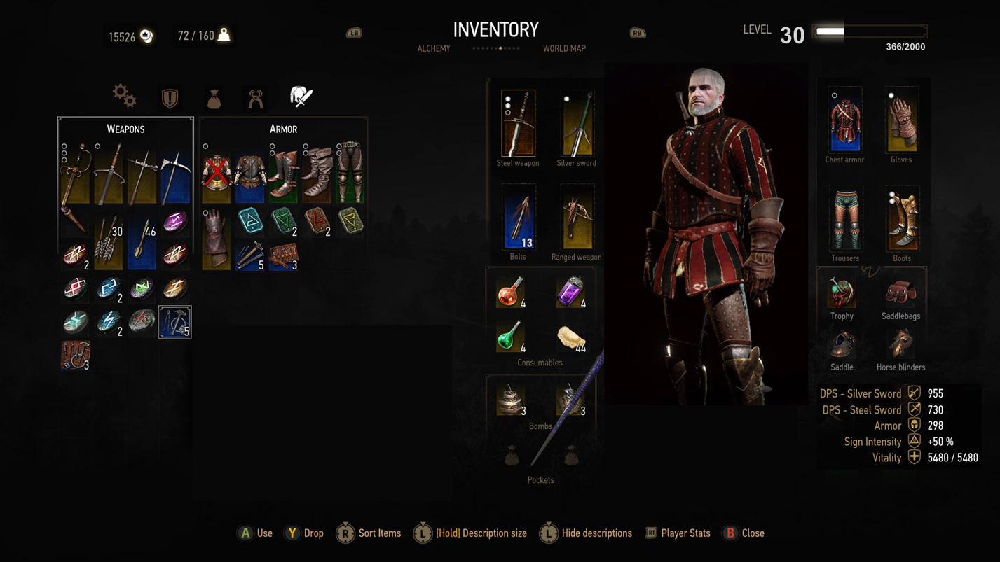 15526
72 / 160
LB
INVENTORY
RB
LEVEL 30
366/2000
ALCHEMY
WORLD MAP
WEAPONS
30
46
2
2
2
5
3
ARMOR
2
2
5
3
Steel weapon
Silver sword
13
Bolts
Ranged weapon
4
4
4
44
Consumables
3
3
Bombs
Pockets
Chest armor
Gloves
Trousers
Boots
Trophy
Saddlebags
Saddle
Horse blinders
DPS - Silver Sword 955
DPS - Steel Sword 730
Armor 298
Sign Intensity +50 %
Vitality 5480 / 5480
A Use Y Drop R Sort Items L [Hold] Description size L Hide descriptions RT Player Stats B Close